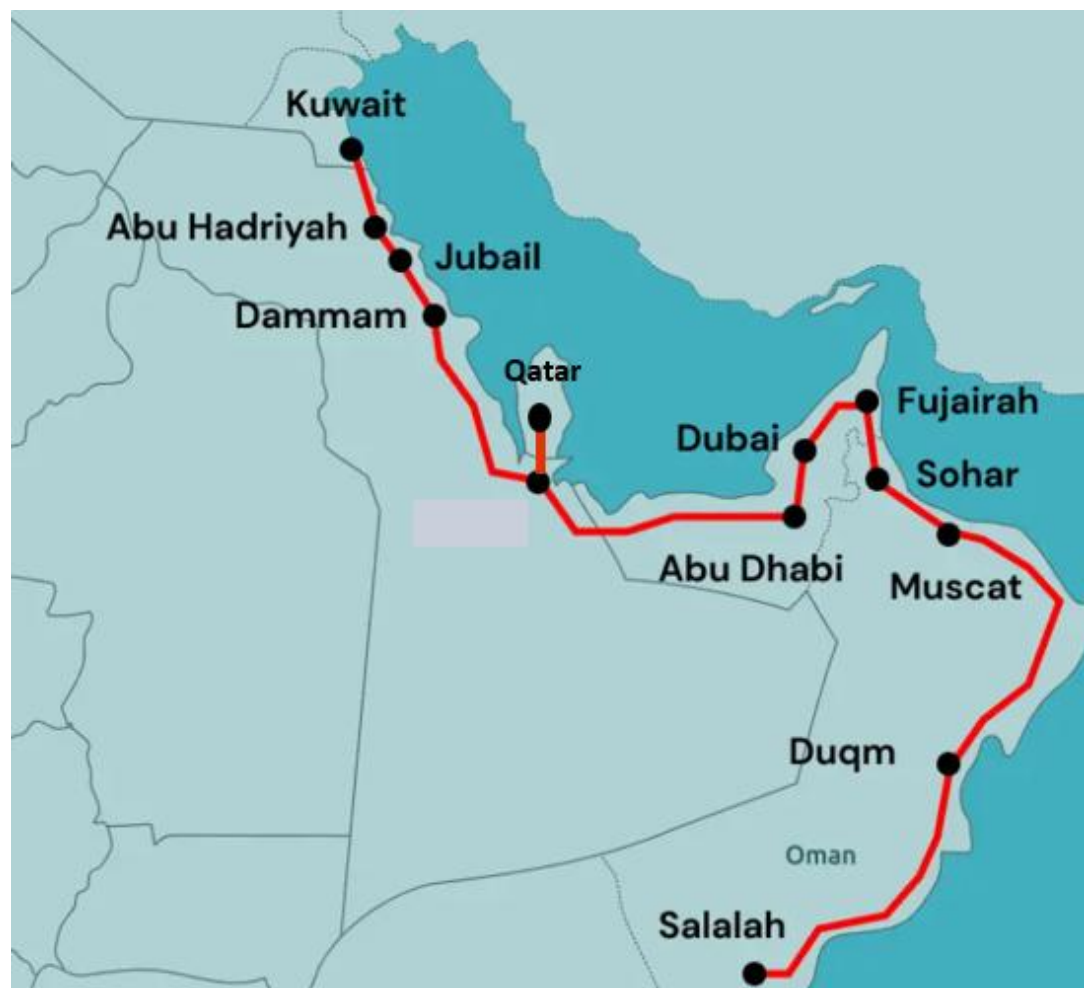 Kuwait
Abu Hadriyah
Jubail
Dammam
Qatar
Fujairah
Dubai
Sohar
Abu Dhabi
Muscat
Duqm
Oman
Salalah